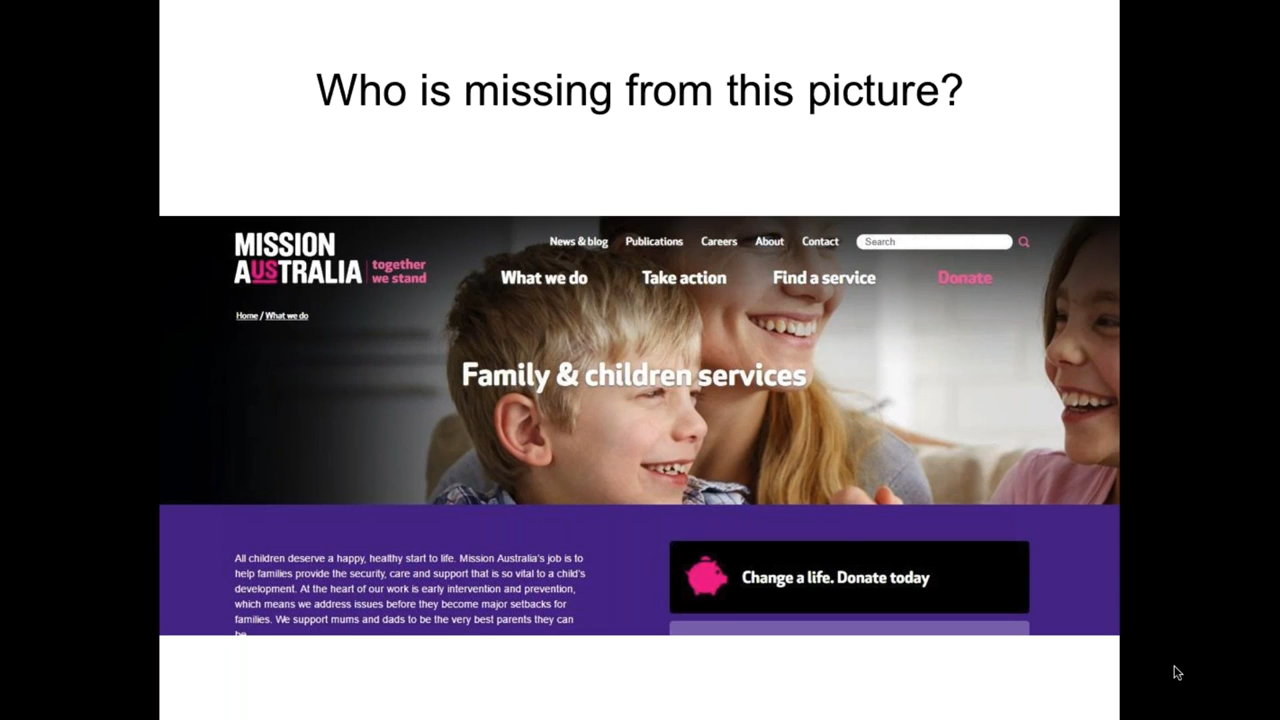 Who is missing from this picture?
MISSION
AUSTRALIA
together
we stand
News & blog Publications Careers About Contact Search
What we do Take action Find a service Donate
Home / What we do
Family & children services
All children deserve a happy, healthy start to life. Mission Australia's job is to
help families provide the security, care and support that is so vital to a child's
development. At the heart of our work is early intervention and prevention,
which means we address issues before they become major setbacks for
families. We support mums and dads to be the very best parents they can
be
Change a life. Donate today